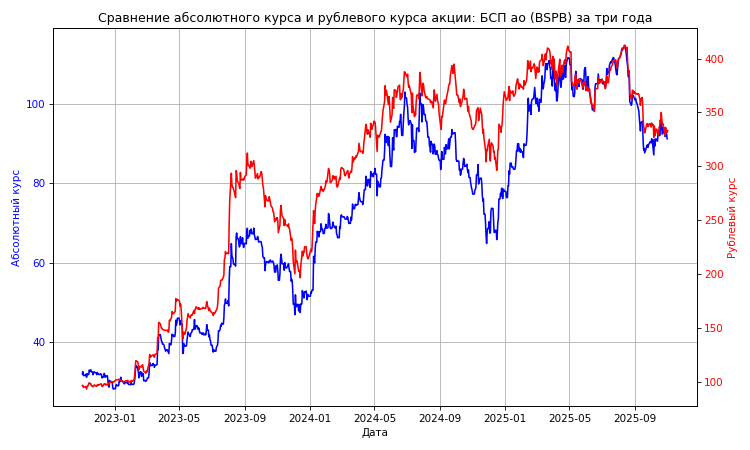 Сравнение абсолютного курса и рублевого курса акции: БСП ао (BSPB) за три года
Абсолютный курс
100
80
60
40
400
350
300
250
200
150
100
Рублевый курс
2023-01 2023-05 2023-09 2024-01 2024-05 2024-09 2025-01 2025-05 2025-09
Дата